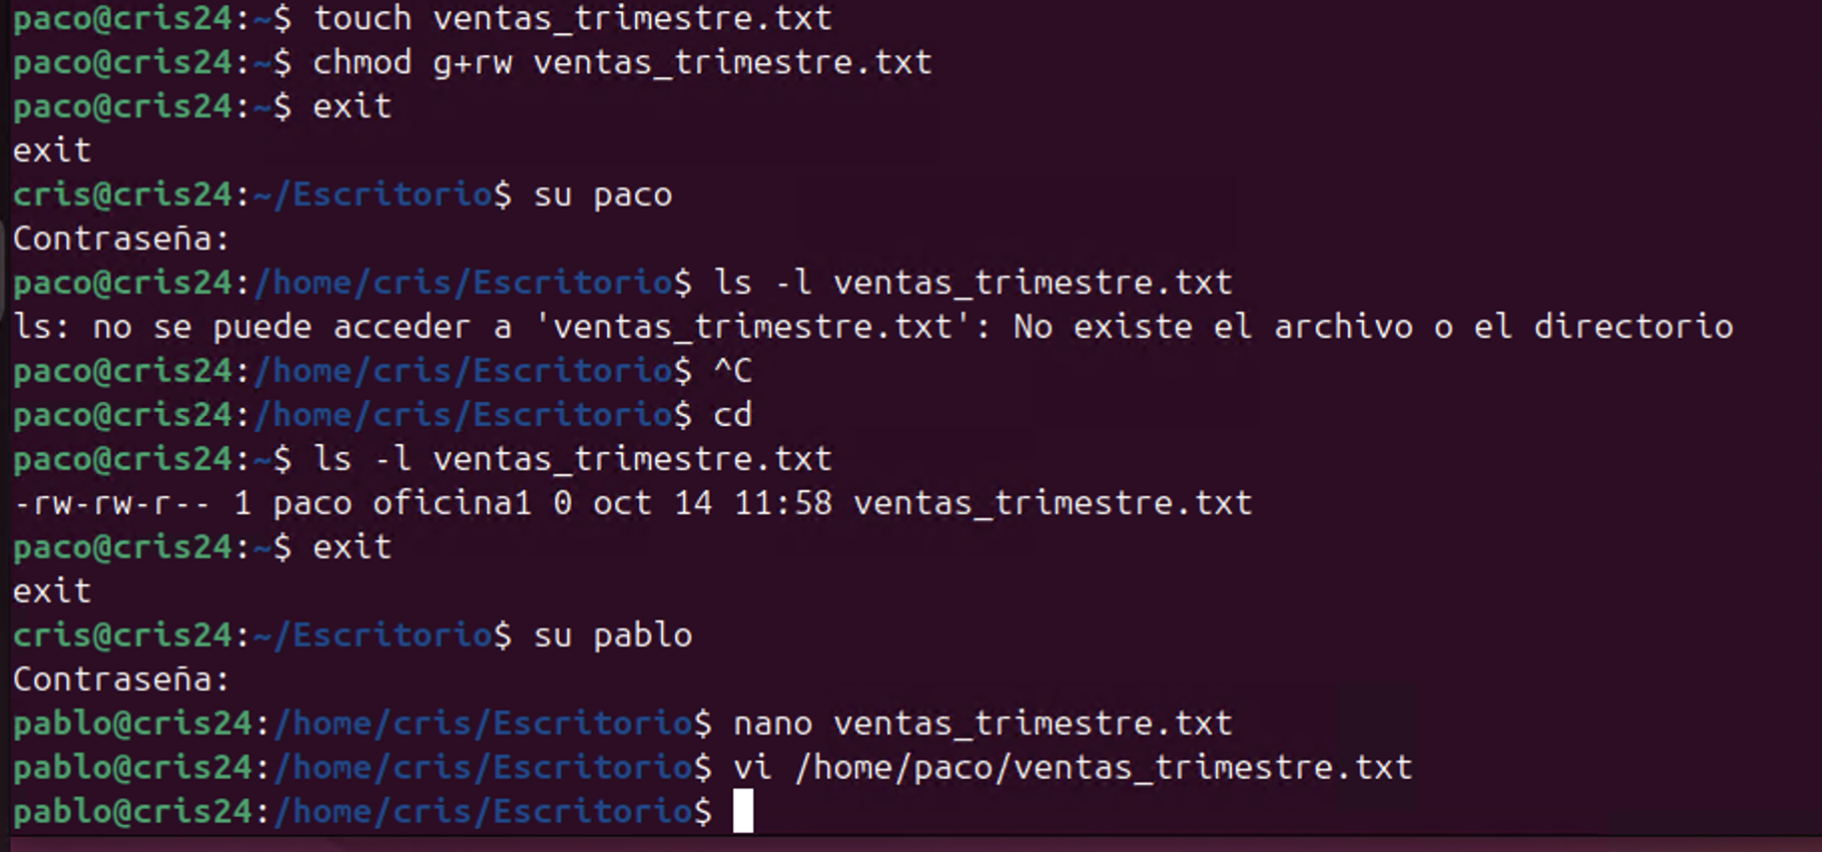 paco@cris24:~$ touch ventas_trimestre.txt
paco@cris24:~$ chmod g+rw ventas_trimestre.txt
paco@cris24:~$ exit
exit
cris@cris24:~/Escritorio$ su paco
Contraseña:
paco@cris24:/home/cris/Escritorio$ ls -l ventas_trimestre.txt
ls: no se puede acceder a 'ventas_trimestre.txt': No existe el archivo o el directorio
paco@cris24:/home/cris/Escritorio$ ^C
paco@cris24:/home/cris/Escritorio$ cd
paco@cris24:~$ ls -l ventas_trimestre.txt
-rw-rw-r-- 1 paco oficina1 0 oct 14 11:58 ventas_trimestre.txt
paco@cris24:~$ exit
exit
cris@cris24:~/Escritorio$ su pablo
Contraseña:
pablo@cris24:/home/cris/Escritorio$ nano ventas_trimestre.txt
pablo@cris24:/home/cris/Escritorio$ vi /home/paco/ventas_trimestre.txt
pablo@cris24:/home/cris/Escritorio$